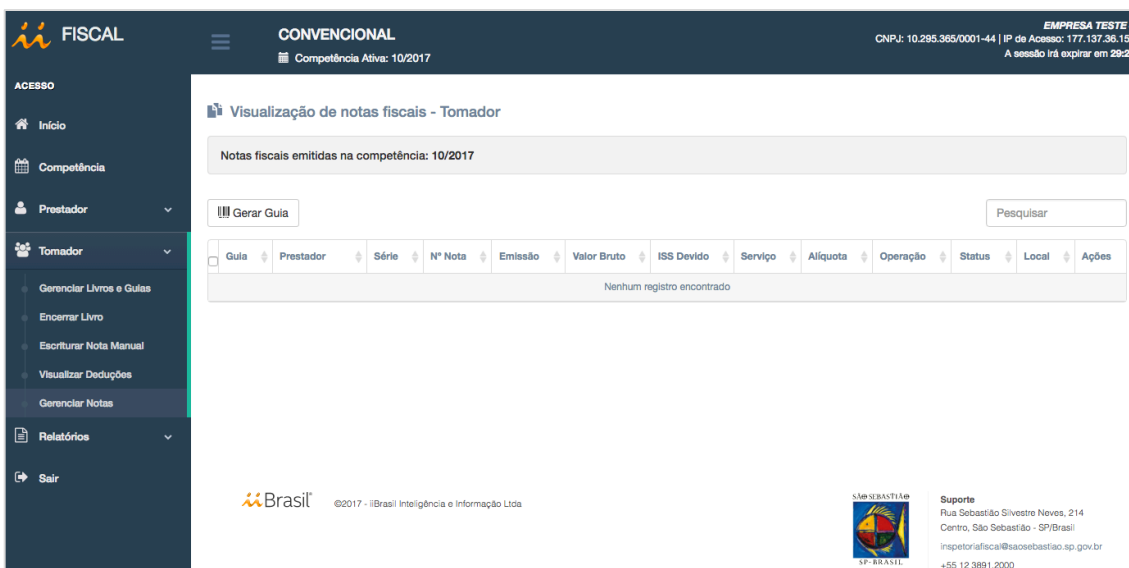 FISCAL
CONVENCIONAL
Competência Ativa: 10/2017
EMPRESA TESTE
CNPJ: 10.295.365/0001-44 | IP de Acesso: 177.137.36.15
A sessão irá expirar em 29:2
ACESSO
Início
Competência
Prestador
Tomador
Gerenciar Livros e Guias
Encerrar Livro
Escriturar Nota Manual
Visualizar Deduções
Gerenciar Notas
Relatórios
Sair
Visualização de notas fiscais - Tomador
Notas fiscais emitidas na competência: 10/2017
Gerar Guia
Pesquisar
Guia Prestador Série Nº Nota Emissão Valor Bruto ISS Devido Serviço Alíquota Operação Status Local Ações
Nenhum registro encontrado
iiBrasil
©2017 - iiBrasil Inteligência e Informação Ltda
SÃO SEBASTIÃO
SP-BRASIL
Suporte
Rua Sebastião Silvestre Neves, 214
Centro, São Sebastião - SP/Brasil
inspetoriafiscal@saosebastiao.sp.gov.br
+55 12 3891.2000